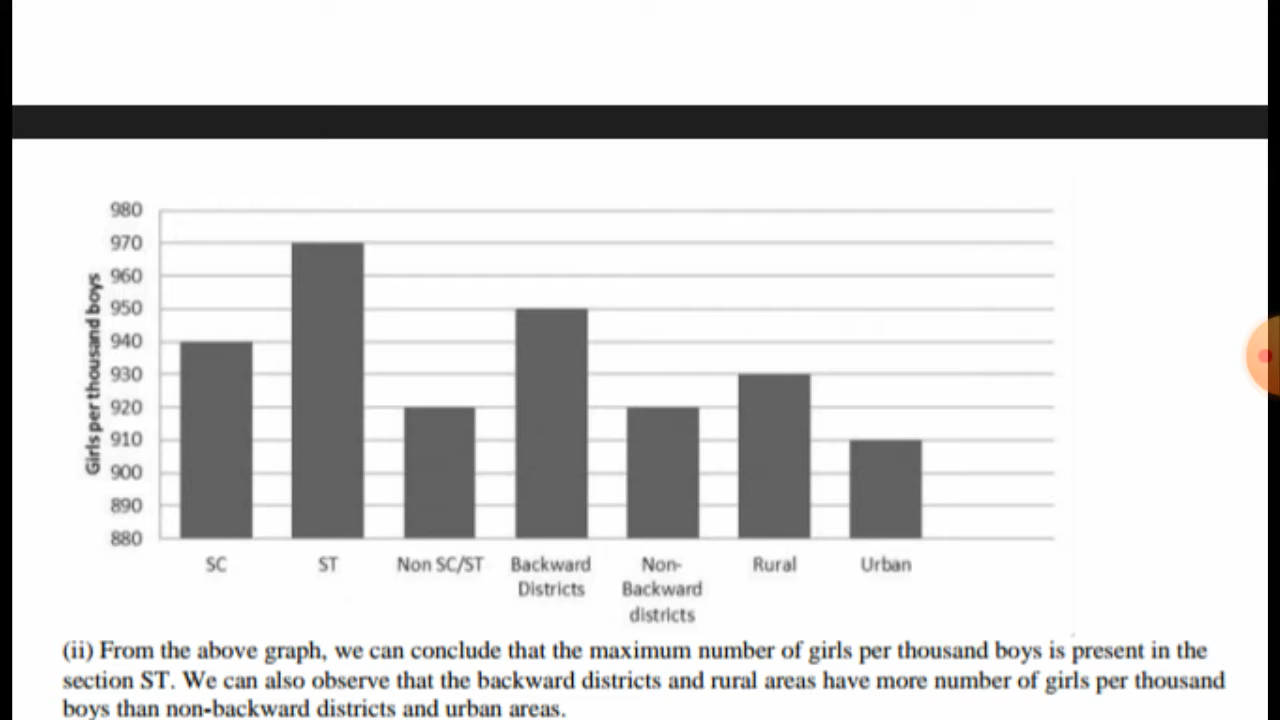 980
970
960
950
940
930
920
910
900
890
880
Girls per thousand boys
SC ST Non SC/ST Backward Non- Rural Urban
Districts Backward
districts
(ii) From the above graph, we can conclude that the maximum number of girls per thousand boys is present in the
section ST. We can also observe that the backward districts and rural areas have more number of girls per thousand
boys than non-backward districts and urban areas.